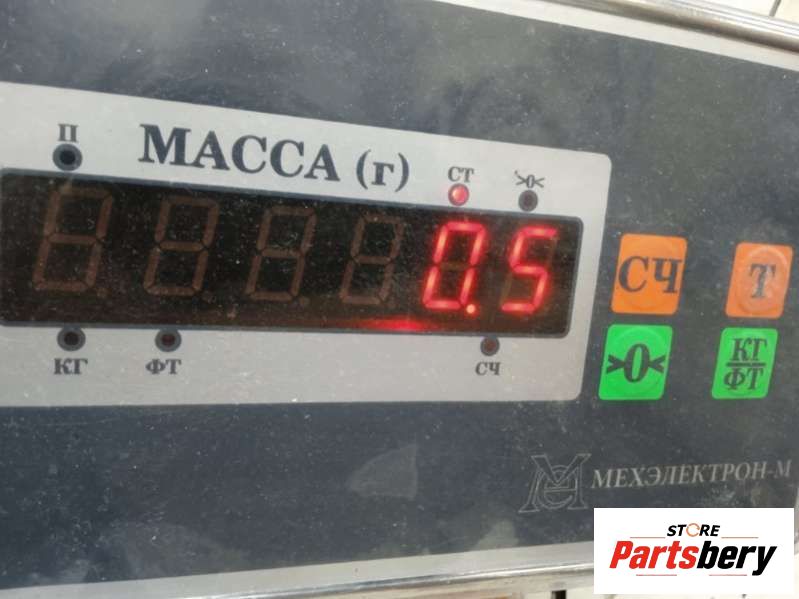 П
МАССА (г)
СТ
>0<
0.5
КГ
ФТ
СЧ
СЧ
Т
>0<
КГ
ФТ
МЕХЭЛЕКТРОН-М
STORE
Partsbery